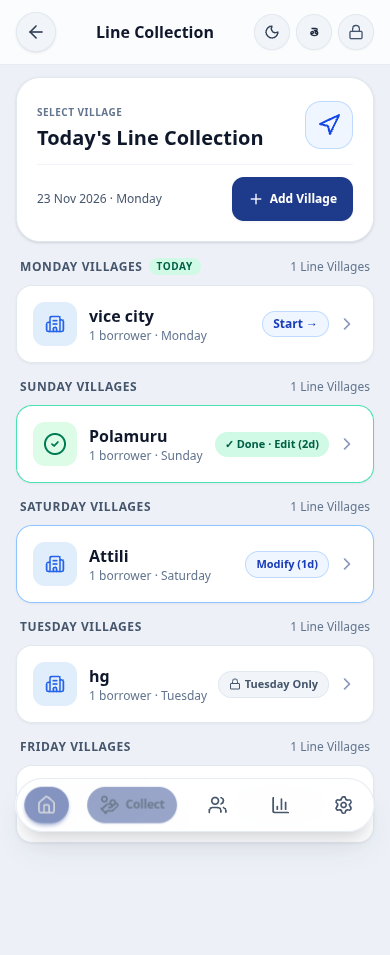 Line Collection
SELECT VILLAGE
Today's Line Collection
23 Nov 2026 · Monday
+ Add Village
MONDAY VILLAGES TODAY 1 Line Villages
vice city
1 borrower · Monday
Start →
SUNDAY VILLAGES 1 Line Villages
Polamuru
1 borrower · Sunday
✓ Done · Edit (2d)
SATURDAY VILLAGES 1 Line Villages
Attili
1 borrower · Saturday
Modify (1d)
TUESDAY VILLAGES 1 Line Villages
hg
1 borrower · Tuesday
Tuesday Only
FRIDAY VILLAGES 1 Line Villages
Collect